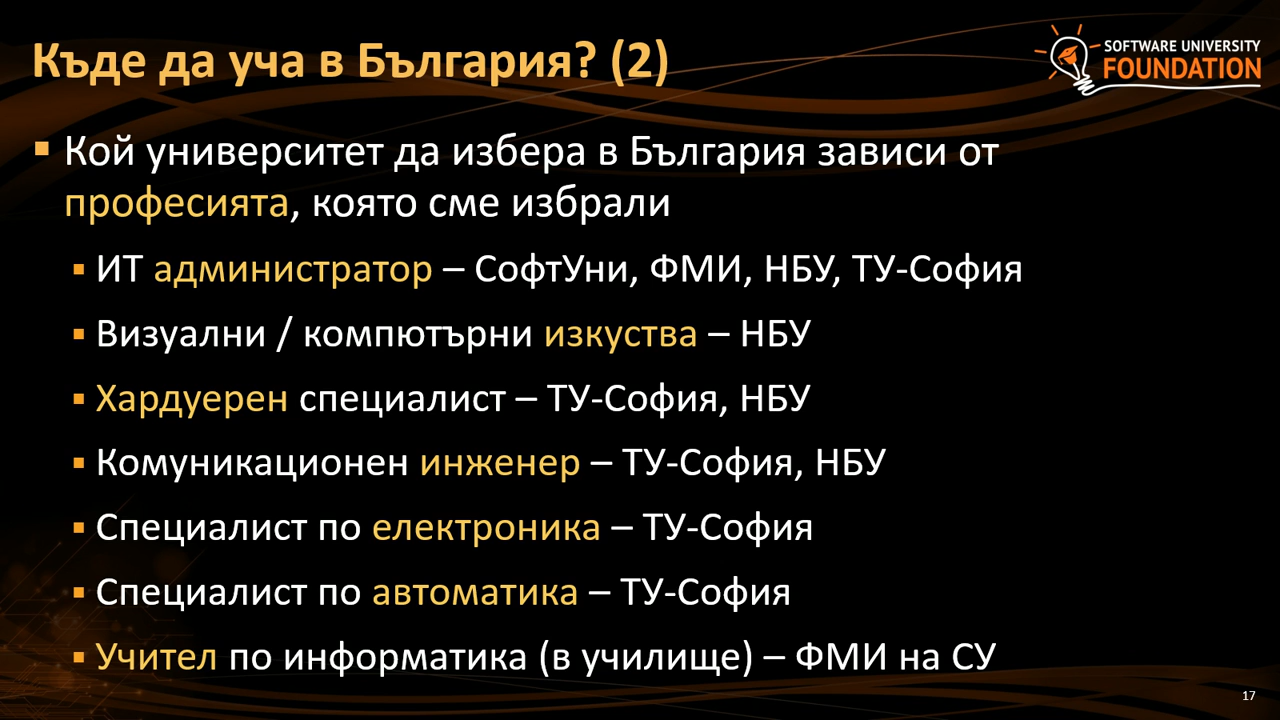 Къде да уча в България? (2)
SOFTWARE UNIVERSITY
FOUNDATION
▪ Кой университет да избера в България зависи от
професията, която сме избрали
▪ ИТ администратор – СофтУни, ФМИ, НБУ, ТУ-София
▪ Визуални / компютърни изкуства – НБУ
▪ Хардуерен специалист – ТУ-София, НБУ
▪ Комуникационен инженер – ТУ-София, НБУ
▪ Специалист по електроника – ТУ-София
▪ Специалист по автоматика – ТУ-София
▪ Учител по информатика (в училище) – ФМИ на СУ
17